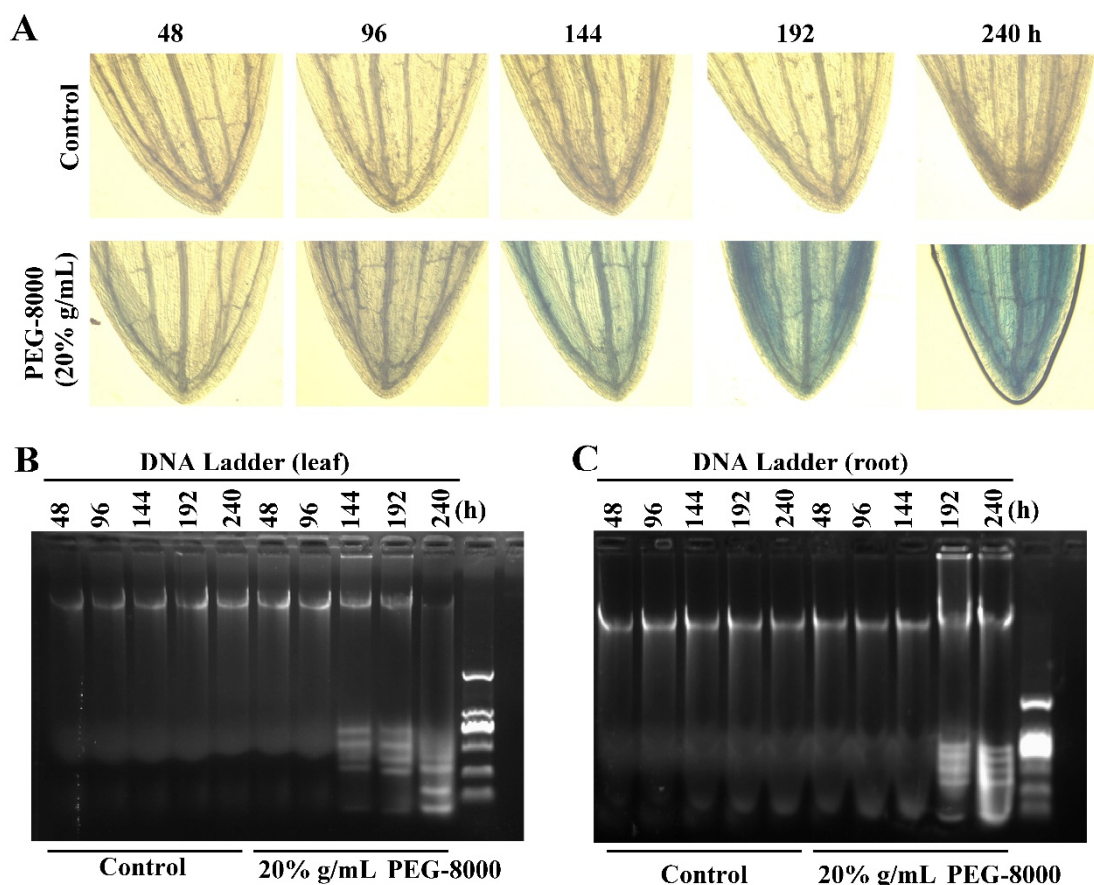 A
48 96 144 192 240 h
Control
PEG-8000
(20% g/mL)
B
DNA Ladder (leaf)
48 96 144 192 240 48 96 144 192 240 (h)
Control 20% g/mL PEG-8000
C
DNA Ladder (root)
48 96 144 192 240 48 96 144 192 240 (h)
Control 20% g/mL PEG-8000